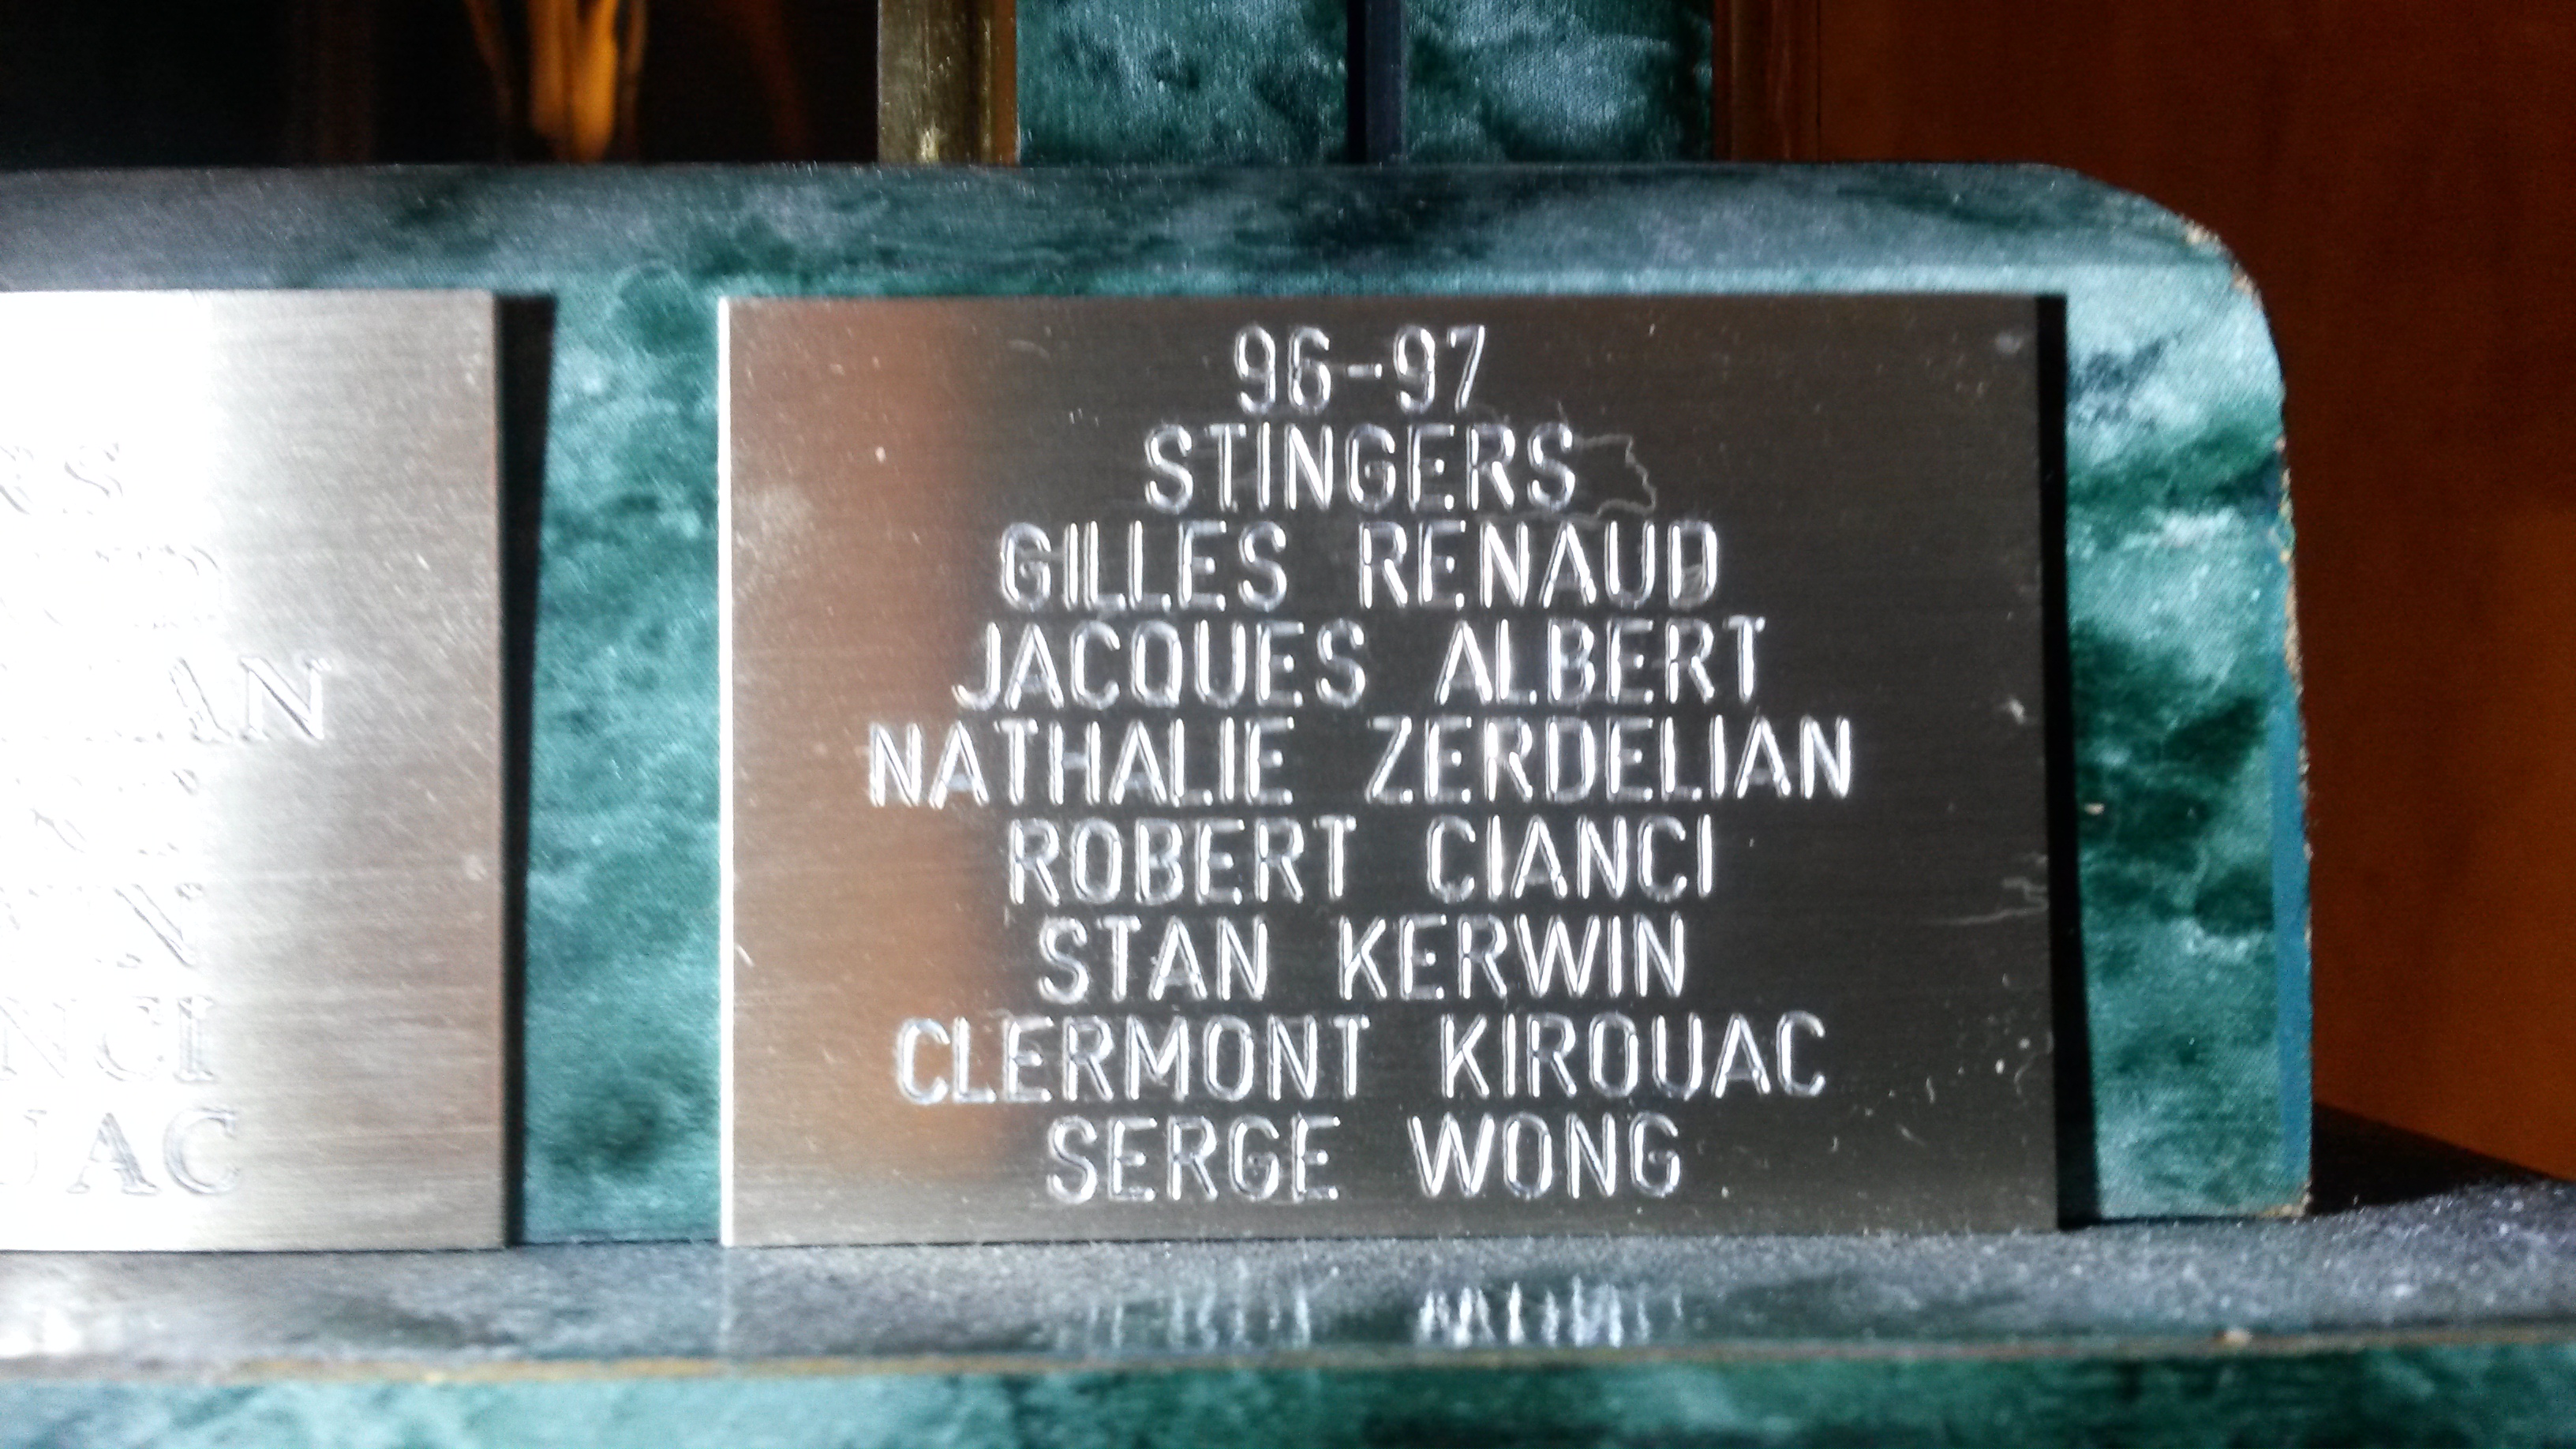 96-97
STINGERS
GILLES RENAUD
JACQUES ALBERT
NATHALIE ZERDELIAN
ROBERT CIANCI
STAN KERWIN
CLERMONT KIROUAC
SERGE WONG